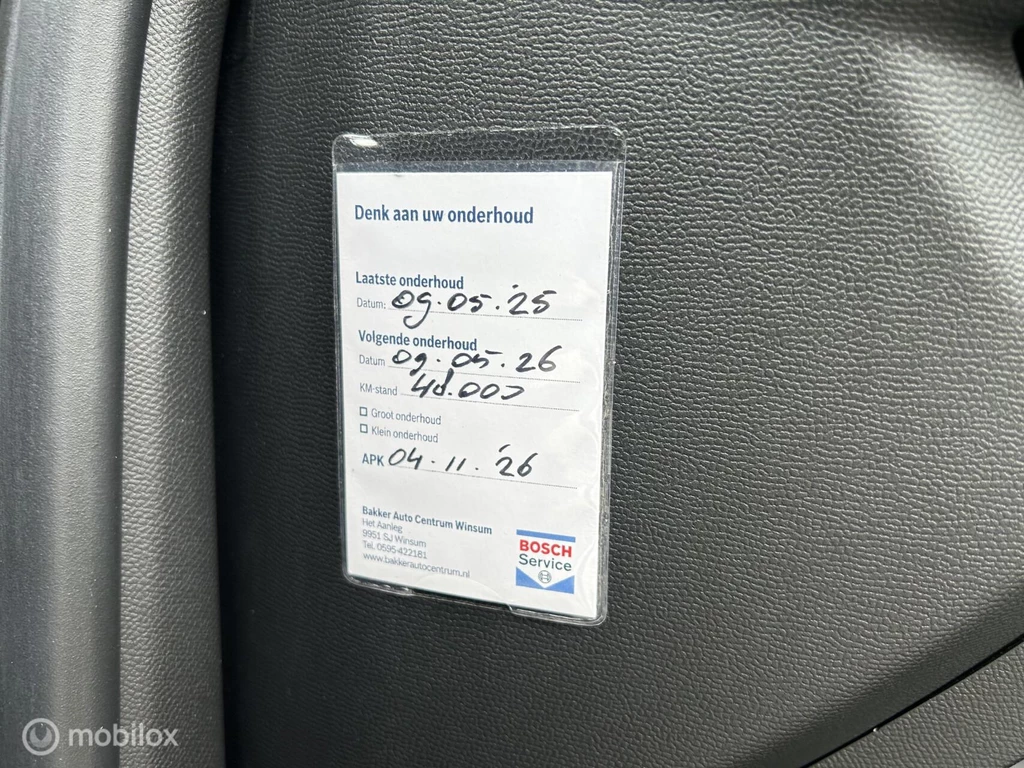 Denk aan uw onderhoud
Laatste onderhoud
Datum: 09.05.'25
Volgende onderhoud
Datum 09.05.26
KM-stand
Groot onderhoud
Klein onderhoud
APK 04.11.'26
Bakker Auto Centrum Winsum
Het Aanleg
9951 SJ Winsum
Tel. 0595-422181
www.bakkerautocentrum.nl
BOSCH
Service
mobilox